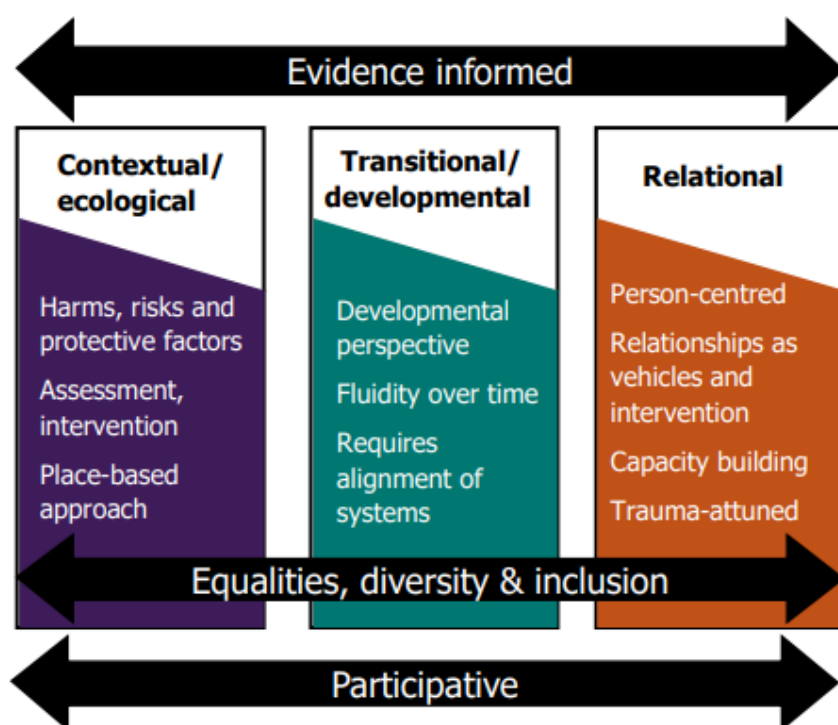 Evidence informed
Contextual/
ecological
Harms, risks and
protective factors
Assessment,
intervention
Place-based
approach
Transitional/
developmental
Developmental
perspective
Fluidity over time
Requires
alignment of
systems
Relational
Person-centred
Relationships as
vehicles and
intervention
Capacity building
Trauma-attuned
Equalities, diversity & inclusion
Participative